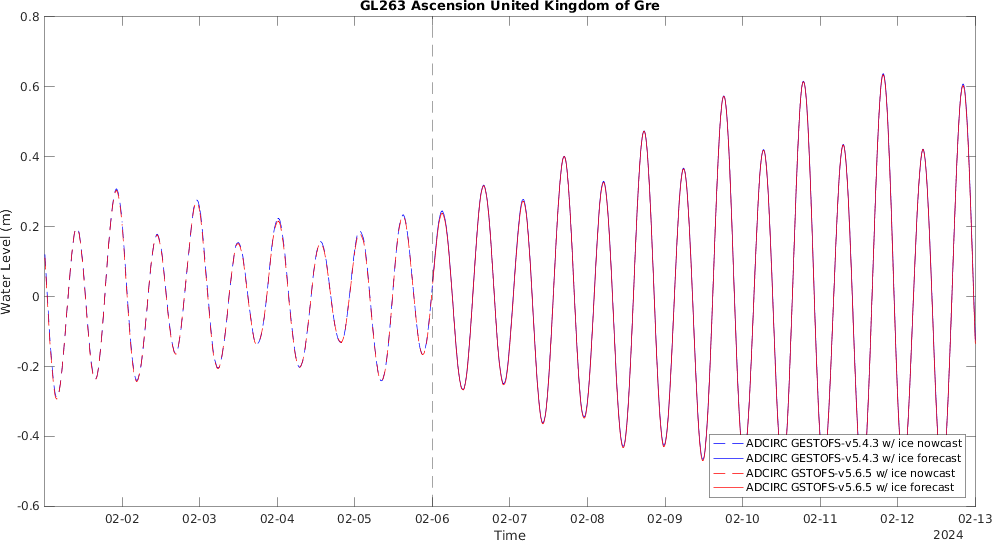 GL263 Ascension United Kingdom of Gre
0.8
0.6
0.4
0.2
0
-0.2
-0.4
-0.6
Water Level (m)
ADCIRC GESTOFS-v5.4.3 w/ ice nowcast
ADCIRC GESTOFS-v5.4.3 w/ ice forecast
ADCIRC GSTOFS-v5.6.5 w/ ice nowcast
ADCIRC GSTOFS-v5.6.5 w/ ice forecast
02-02 02-03 02-04 02-05 02-06 02-07 02-08 02-09 02-10 02-11 02-12 02-13
Time
2024